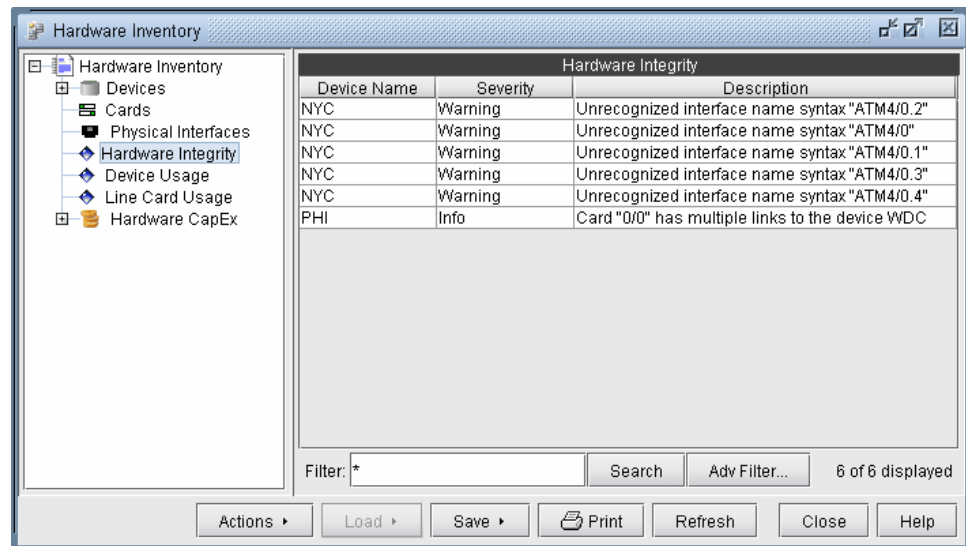 Hardware Inventory
Hardware Inventory
Devices
Cards
Physical Interfaces
Hardware Integrity
Device Usage
Line Card Usage
Hardware CapEx
Hardware Integrity
Device Name Severity Description
NYC Warning Unrecognized interface name syntax "ATM4/0.2"
NYC Warning Unrecognized interface name syntax "ATM4/0"
NYC Warning Unrecognized interface name syntax "ATM4/0.1"
NYC Warning Unrecognized interface name syntax "ATM4/0.3"
NYC Warning Unrecognized interface name syntax "ATM4/0.4"
PHI Info Card "0/0" has multiple links to the device WDC
Filter: * Search Adv Filter... 6 of 6 displayed
Actions Load Save Print Refresh Close Help